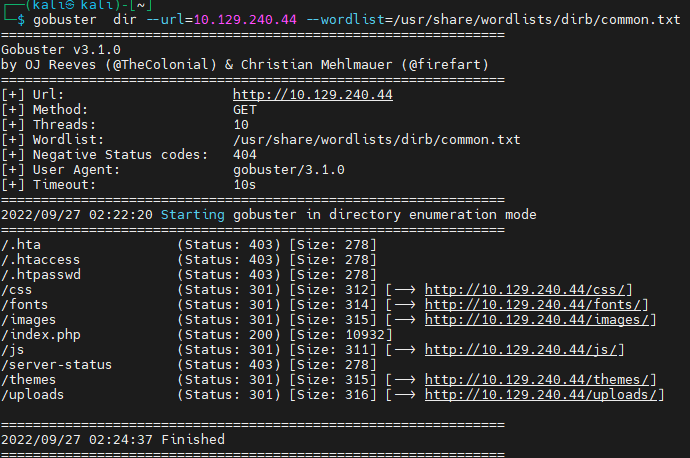 ┌──(kali㉿kali)-[~]
└─$ gobuster  dir --url=10.129.240.44 --wordlist=/usr/share/wordlists/dirb/common.txt
===============================================================
Gobuster v3.1.0
by OJ Reeves (@TheColonial) & Christian Mehlmauer (@firefart)
===============================================================
[+] Url:                     http://10.129.240.44
[+] Method:                  GET
[+] Threads:                 10
[+] Wordlist:                /usr/share/wordlists/dirb/common.txt
[+] Negative Status codes:   404
[+] User Agent:              gobuster/3.1.0
[+] Timeout:                 10s
===============================================================
2022/09/27 02:22:20 Starting gobuster in directory enumeration mode
===============================================================
/.hta                 (Status: 403) [Size: 278]
/.htaccess            (Status: 403) [Size: 278]
/.htpasswd            (Status: 403) [Size: 278]
/css                  (Status: 301) [Size: 312] [--> http://10.129.240.44/css/]
/fonts                (Status: 301) [Size: 314] [--> http://10.129.240.44/fonts/]
/images               (Status: 301) [Size: 315] [--> http://10.129.240.44/images/]
/index.php            (Status: 200) [Size: 10932]
/js                   (Status: 301) [Size: 311] [--> http://10.129.240.44/js/]
/server-status        (Status: 403) [Size: 278]
/themes               (Status: 301) [Size: 315] [--> http://10.129.240.44/themes/]
/uploads              (Status: 301) [Size: 316] [--> http://10.129.240.44/uploads/]
===============================================================
2022/09/27 02:24:37 Finished
===============================================================